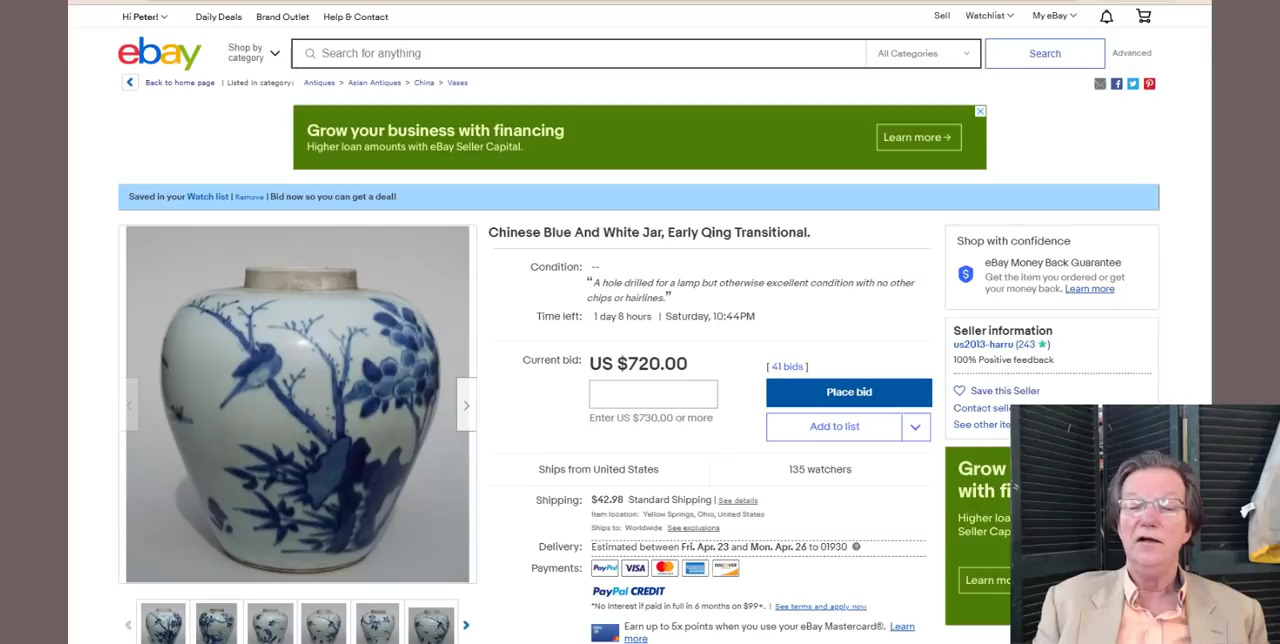 Hi Peter!
Daily Deals
Brand Outlet
Help & Contact
Sell
Watchlist
My eBay
ebay
Shop by category
Search for anything
All Categories
Search
Advanced
Back to home page | Listed in category: Antiques > Asian Antiques > China > Vases
Grow your business with financing
Higher loan amounts with eBay Seller Capital.
Learn more →
Saved in your Watch list | Remove | Bid now so you can get a deal!
Chinese Blue And White Jar, Early Qing Transitional.
Condition: --
“A hole drilled for a lamp but otherwise excellent condition with no other
chips or hairlines.”
Time left: 1 day 8 hours | Saturday, 10:44PM
Current bid: US $720.00
[ 41 bids ]
Place bid
Enter US $730.00 or more
Add to list
Ships from United States
135 watchers
Shipping: $42.98 Standard Shipping | See details
Item location: Yellow Springs, Ohio, United States
Ships to: Worldwide See exclusions
Delivery: Estimated between Fri. Apr. 23 and Mon. Apr. 26 to 01930
Payments: PayPal VISA
PayPal CREDIT
*No Interest if paid in full in 6 months on $99+. | See terms and apply now
Earn up to 5x points when you use your eBay Mastercard®. Learn
more
Shop with confidence
eBay Money Back Guarantee
Get the item you ordered or get
your money back. Learn more
Seller information
us2013-harru (243 ★)
100% Positive feedback
Save this Seller
Contact sell
See other ite
Grow
with fi
Higher loa
Seller Cap
Learn mo